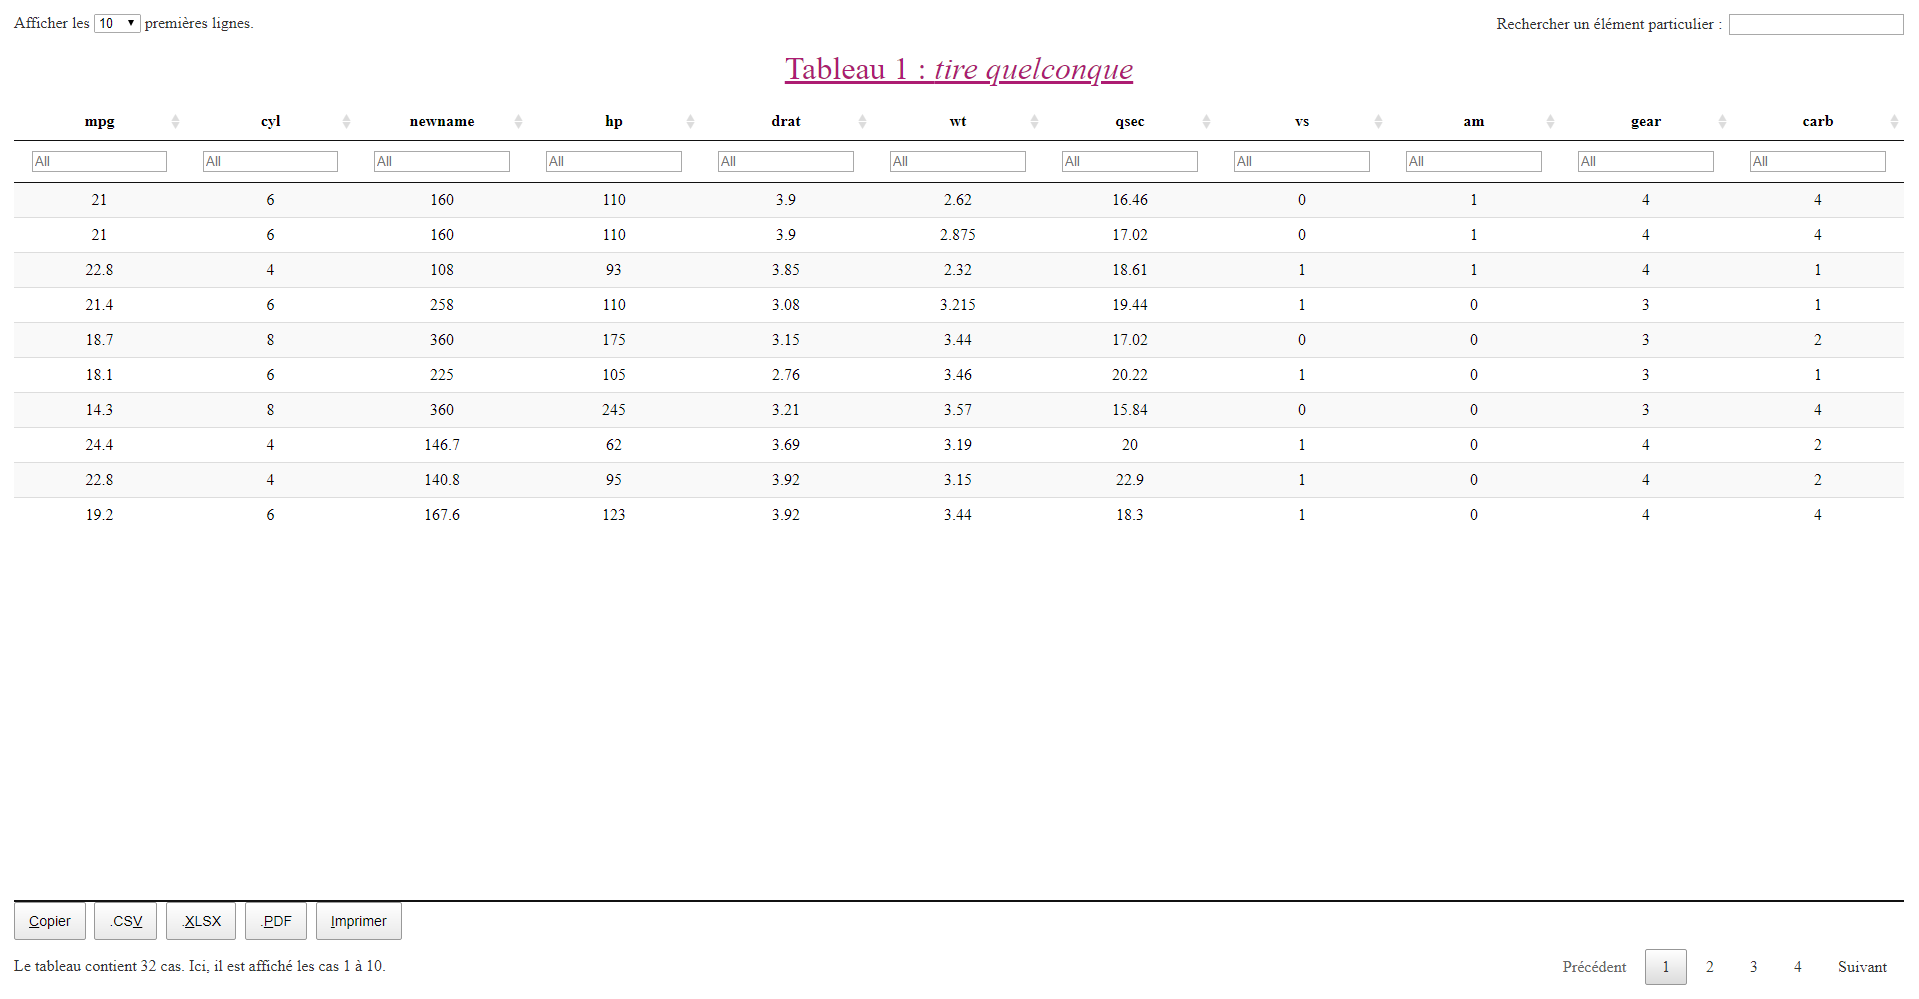 Afficher les 10 premières lignes. Rechercher un élément particulier :
Tableau 1 : tire quelconque
mpg cyl newname hp drat wt qsec vs am gear carb
All All All All All All All All All All All
21 6 160 110 3.9 2.62 16.46 0 1 4 4
21 6 160 110 3.9 2.875 17.02 0 1 4 4
22.8 4 108 93 3.85 2.32 18.61 1 1 4 1
21.4 6 258 110 3.08 3.215 19.44 1 0 3 1
18.7 8 360 175 3.15 3.44 17.02 0 0 3 2
18.1 6 225 105 2.76 3.46 20.22 1 0 3 1
14.3 8 360 245 3.21 3.57 15.84 0 0 3 4
24.4 4 146.7 62 3.69 3.19 20 1 0 4 2
22.8 4 140.8 95 3.92 3.15 22.9 1 0 4 2
19.2 6 167.6 123 3.92 3.44 18.3 1 0 4 4
Copier .CSV .XLSX .PDF Imprimer
Le tableau contient 32 cas. Ici, il est affiché les cas 1 à 10. Précédent 1 2 3 4 Suivant